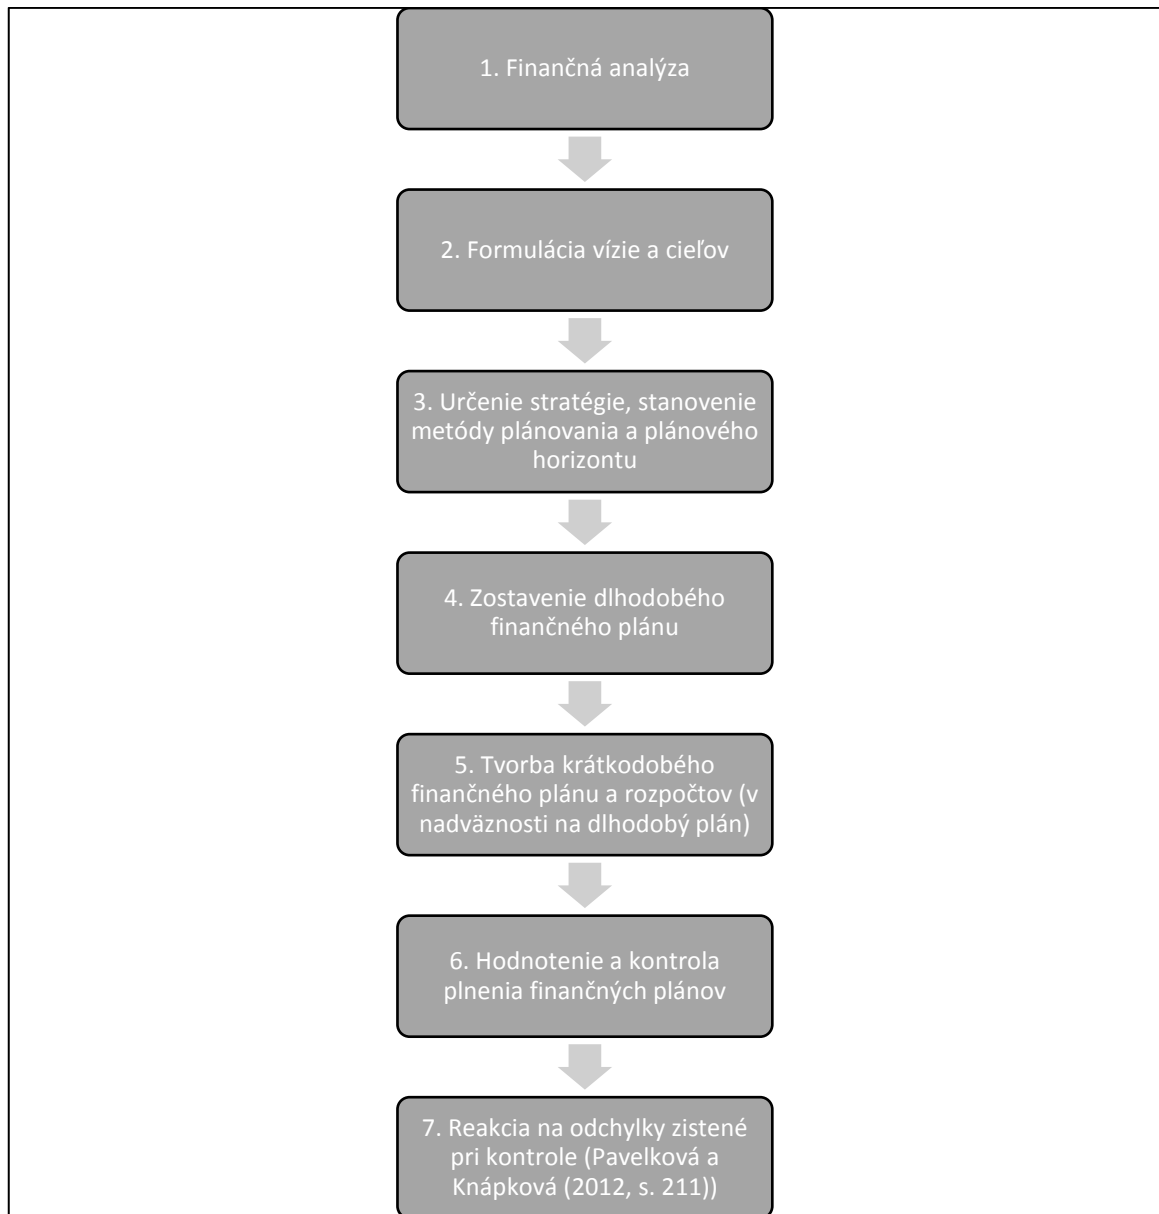 1. Finančná analýza
2. Formulácia vízie a cieľov
3. Určenie stratégie, stanovenie
metódy plánovania a plánového
horizontu
4. Zostavenie dlhodobého
finančného plánu
5. Tvorba krátkodobého
finančného plánu a rozpočtov (v
nadväznosti na dlhodobý plán)
6. Hodnotenie a kontrola
plnenia finančných plánov
7. Reakcia na odchylky zistené
pri kontrole (Pavelková a
Knápková (2012, s. 211))